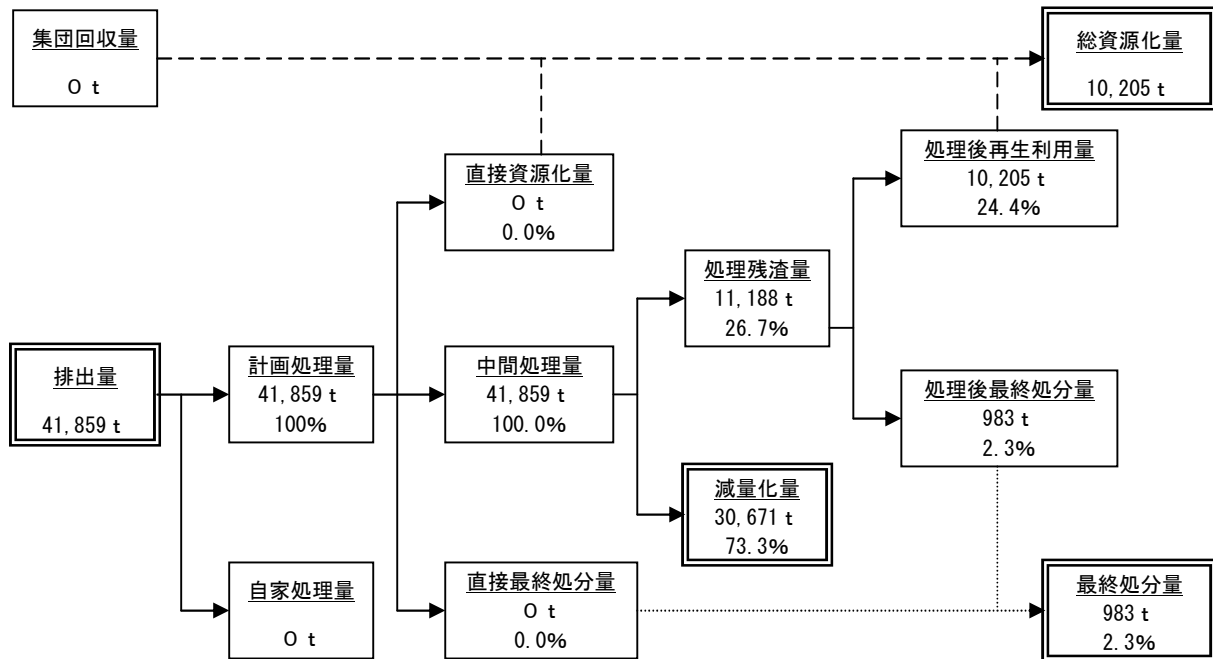 集団回収量
0 t
総資源化量
10,205 t
直接資源化量
0 t
0.0%
処理後再生利用量
10,205 t
24.4%
処理残渣量
11,188 t
26.7%
排出量
41,859 t
計画処理量
41,859 t
100%
中間処理量
41,859 t
100.0%
処理後最終処分量
983 t
2.3%
減量化量
30,671 t
73.3%
自家処理量
0 t
直接最終処分量
0 t
0.0%
最終処分量
983 t
2.3%